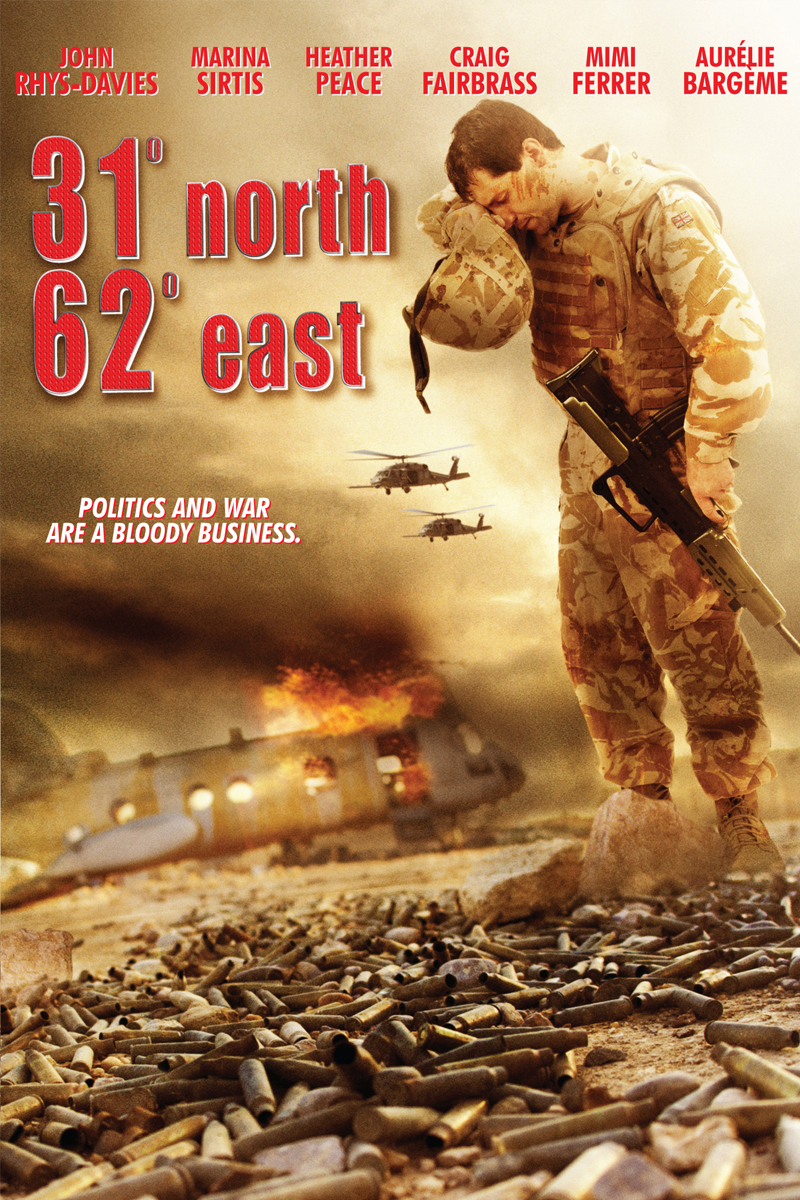 JOHN RHYS-DAVIES
MARINA SIRTIS
HEATHER PEACE
CRAIG FAIRBRASS
MIMI FERRER
AURÉLIE BARGÈME
31° north
62° east
POLITICS AND WAR
ARE A BLOODY BUSINESS.